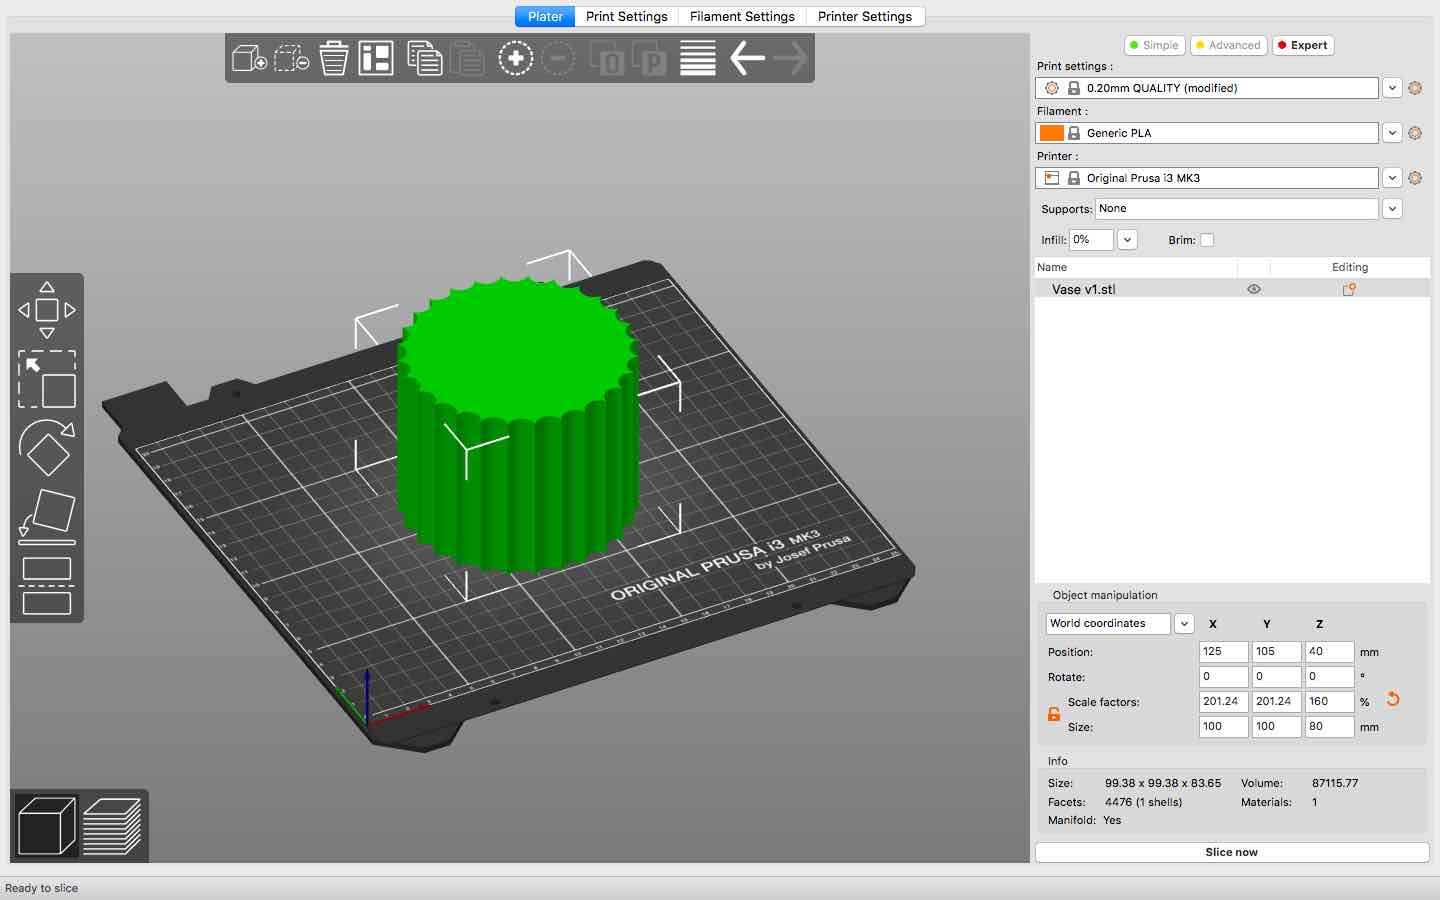 Plater Print Settings Filament Settings Printer Settings
Simple Advanced Expert
Print settings :
0.20mm QUALITY (modified)
Filament :
Generic PLA
Printer :
Original Prusa i3 MK3
Supports: None
Infill: 0% Brim:
Name Editing
Vase v1.stl
ORIGINAL PRUSA i3 MK3
by Josef Prusa
Object manipulation
World coordinates X Y Z
Position: 125 105 40 mm
Rotate: 0 0 0 °
Scale factors: 201.24 201.24 160 %
Size: 100 100 80 mm
Info
Size: 99.38 x 99.38 x 83.65 Volume: 87115.77
Facets: 4476 (1 shells) Materials: 1
Manifold: Yes
Slice now
Ready to slice